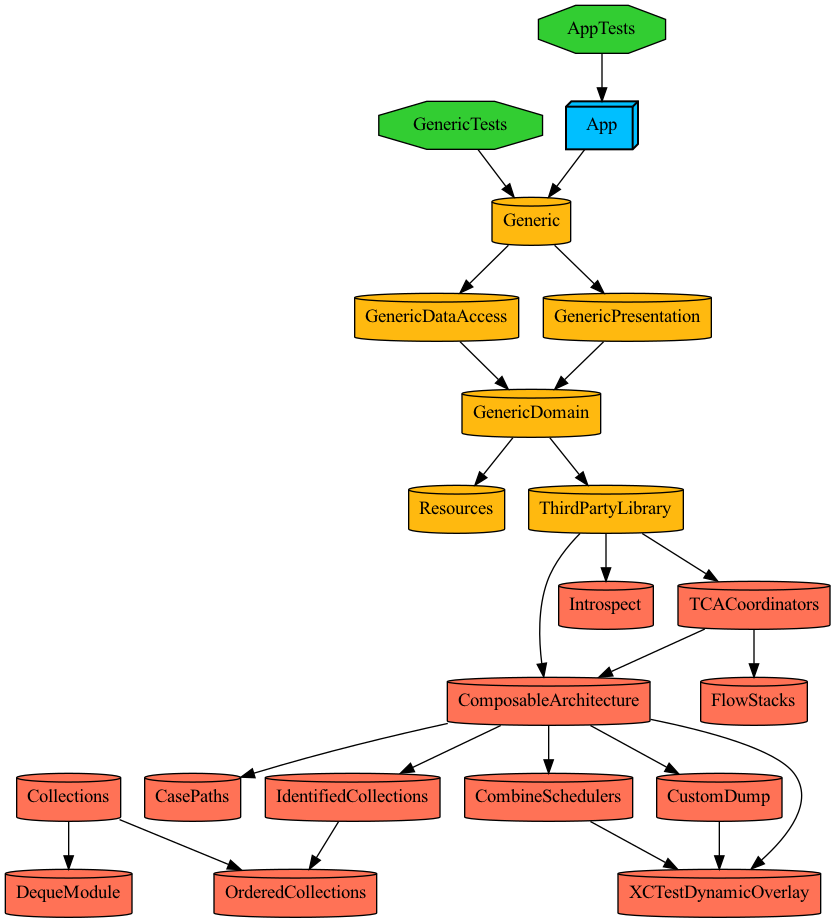 AppTests
GenericTests
App
Generic
GenericDataAccess
GenericPresentation
GenericDomain
Resources
ThirdPartyLibrary
Introspect
TCACoordinators
ComposableArchitecture
FlowStacks
Collections
CasePaths
IdentifiedCollections
CombineSchedulers
CustomDump
DequeModule
OrderedCollections
XCTestDynamicOverlay